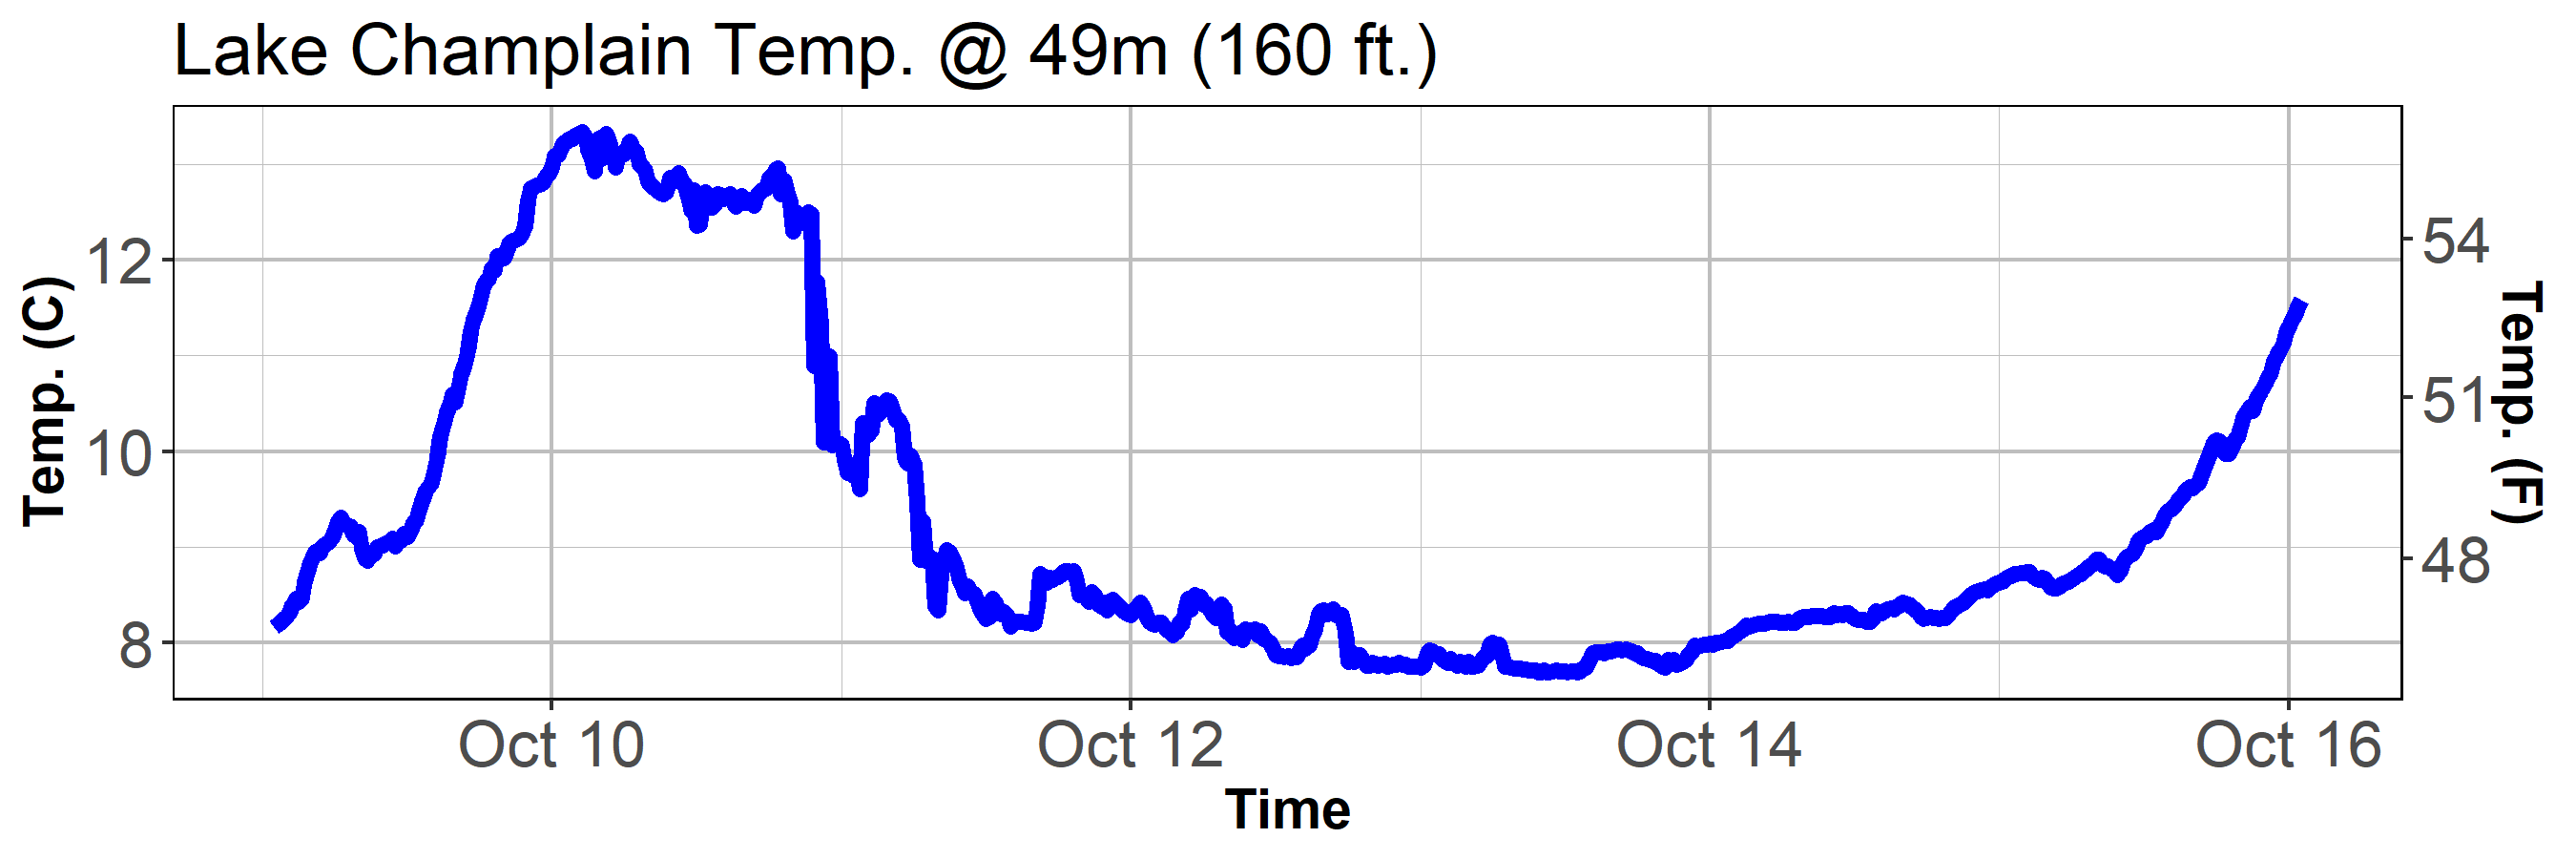 Lake Champlain Temp. @ 49m (160 ft.)
Temp. (C)
12
10
8
54
51
48
Temp. (F)
Oct 10
Oct 12
Oct 14
Oct 16
Time